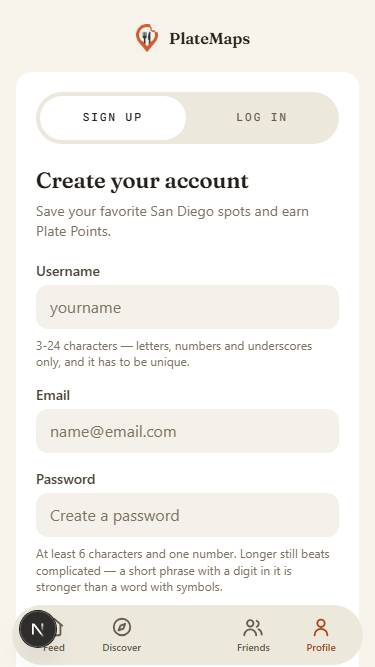 PlateMaps
SIGN UP
LOG IN
Create your account
Save your favorite San Diego spots and earn
Plate Points.
Username
yourname
3-24 characters — letters, numbers and underscores
only, and it has to be unique.
Email
name@email.com
Password
Create a password
At least 6 characters and one number. Longer still beats
complicated — a short phrase with a digit in it is
stronger than a word with symbols.
N
Feed
Discover
Friends
Profile